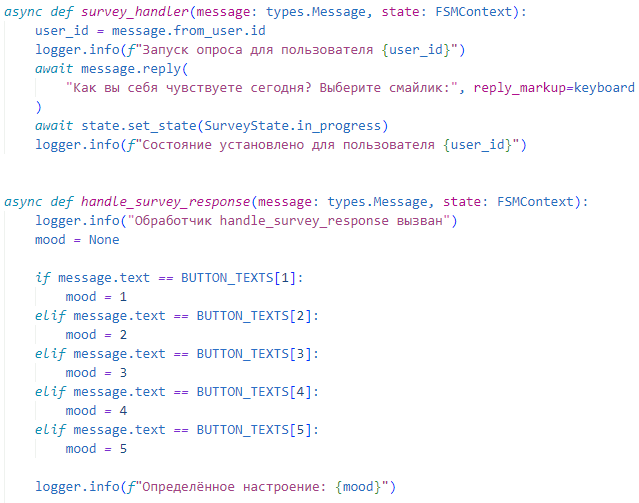 async def survey_handler(message: types.Message, state: FSMContext):
    user_id = message.from_user.id
    logger.info(f"Запуск опроса для пользователя {user_id}")
    await message.reply(
        "Как вы себя чувствуете сегодня? Выберите смайлик:", reply_markup=keyboard
    )
    await state.set_state(SurveyState.in_progress)
    logger.info(f"Состояние установлено для пользователя {user_id}")
async def handle_survey_response(message: types.Message, state: FSMContext):
    logger.info("Обработчик handle_survey_response вызван")
    mood = None
    if message.text == BUTTON_TEXTS[1]:
        mood = 1
    elif message.text == BUTTON_TEXTS[2]:
        mood = 2
    elif message.text == BUTTON_TEXTS[3]:
        mood = 3
    elif message.text == BUTTON_TEXTS[4]:
        mood = 4
    elif message.text == BUTTON_TEXTS[5]:
        mood = 5
    logger.info(f"Определённое настроение: {mood}")